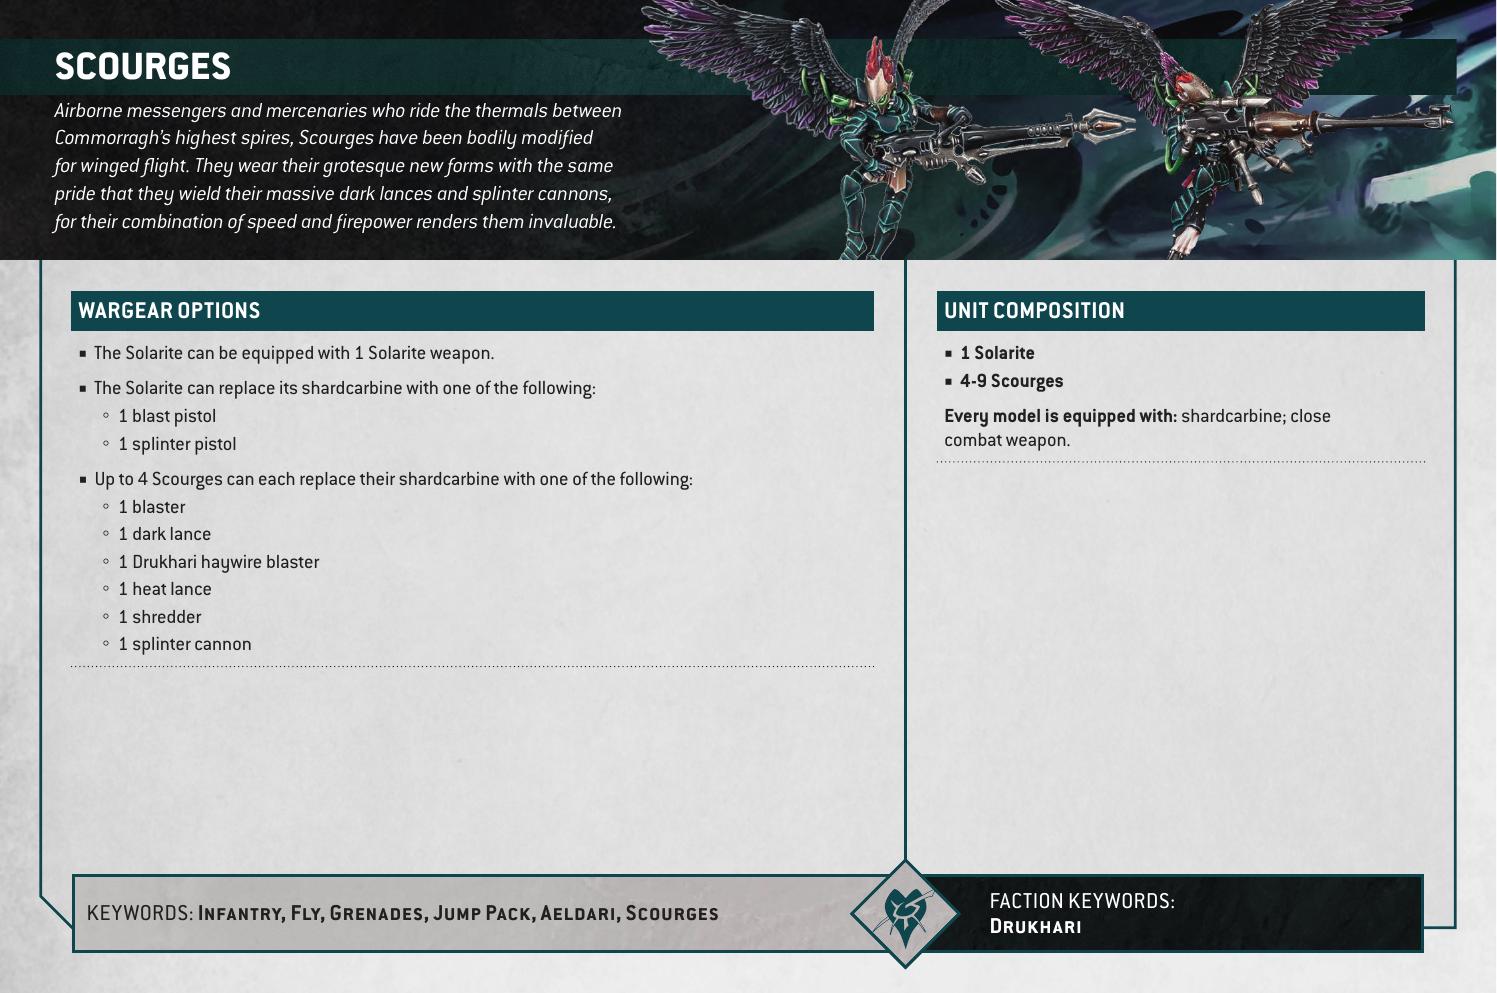 SCOURGES
Airborne messengers and mercenaries who ride the thermals between
Commorragh's highest spires, Scourges have been bodily modified
for winged flight. They wear their grotesque new forms with the same
pride that they wield their massive dark lances and splinter cannons,
for their combination of speed and firepower renders them invaluable.
WARGEAR OPTIONS
■ The Solarite can be equipped with 1 Solarite weapon.
■ The Solarite can replace its shardcarbine with one of the following:
◦ 1 blast pistol
◦ 1 splinter pistol
■ Up to 4 Scourges can each replace their shardcarbine with one of the following:
◦ 1 blaster
◦ 1 dark lance
◦ 1 Drukhari haywire blaster
◦ 1 heat lance
◦ 1 shredder
◦ 1 splinter cannon
UNIT COMPOSITION
■ 1 Solarite
■ 4-9 Scourges
Every model is equipped with: shardcarbine; close
combat weapon.
KEYWORDS: Infantry, Fly, Grenades, Jump Pack, Aeldari, Scourges
FACTION KEYWORDS:
Drukhari